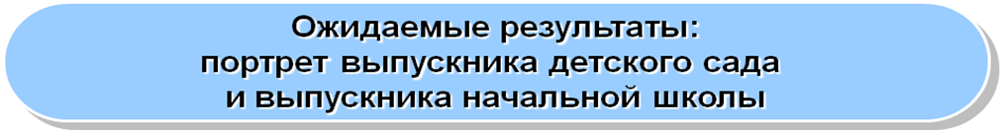 Ожидаемые результаты:
портрет выпускника детского сада
и выпускника начальной школы